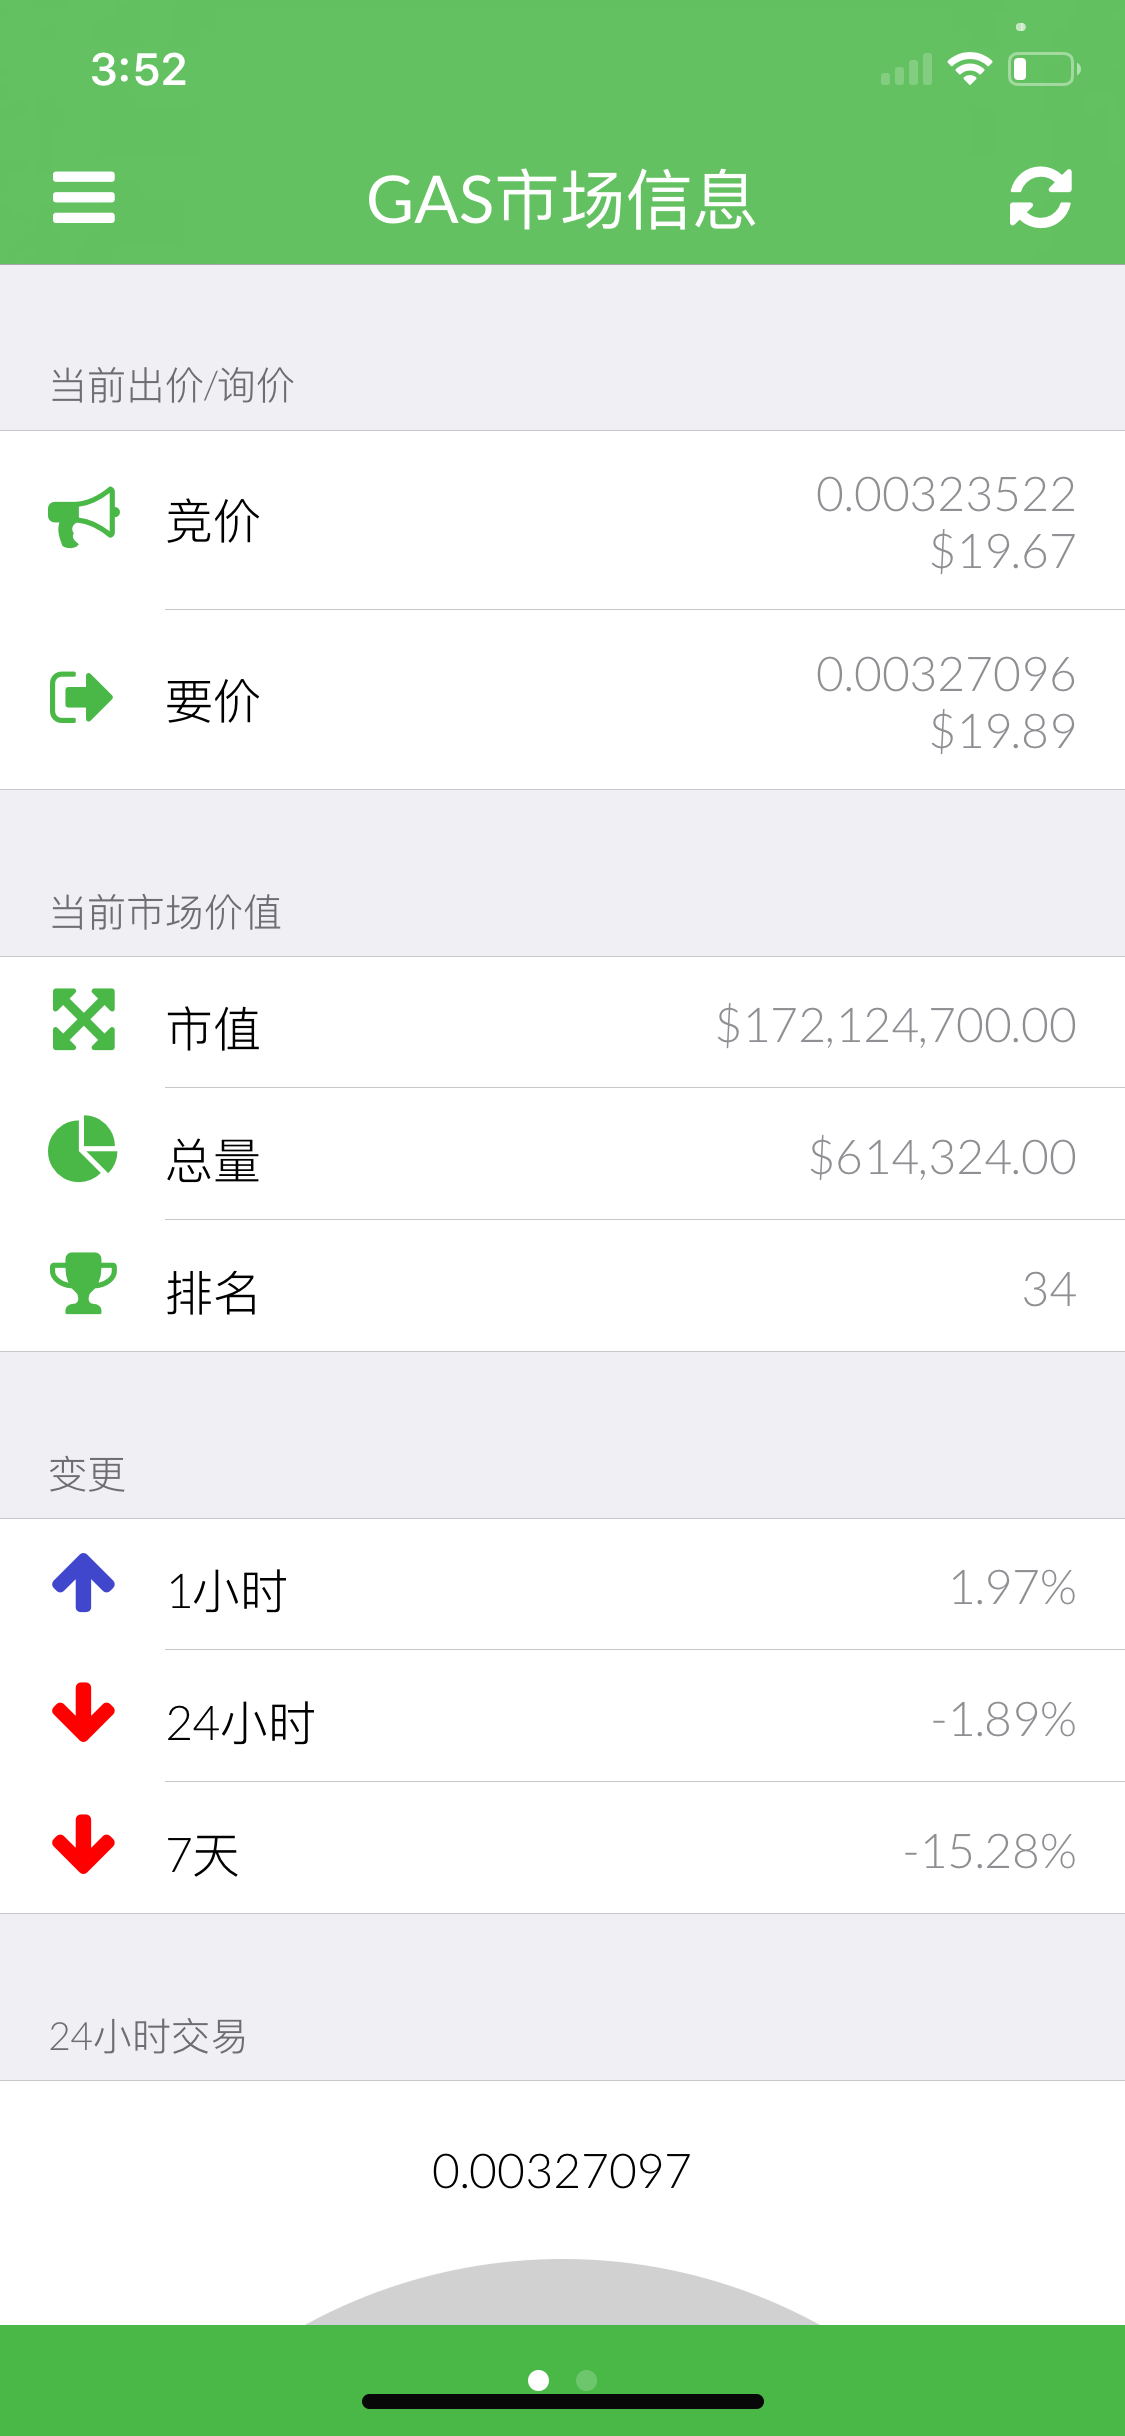 3:52
GAS市场信息
当前出价/询价
竞价
0.00323522
$19.67
要价
0.00327096
$19.89
当前市场价值
市值
$172,124,700.00
总量
$614,324.00
排名
34
变更
1小时
1.97%
24小时
-1.89%
7天
-15.28%
24小时交易
0.00327097